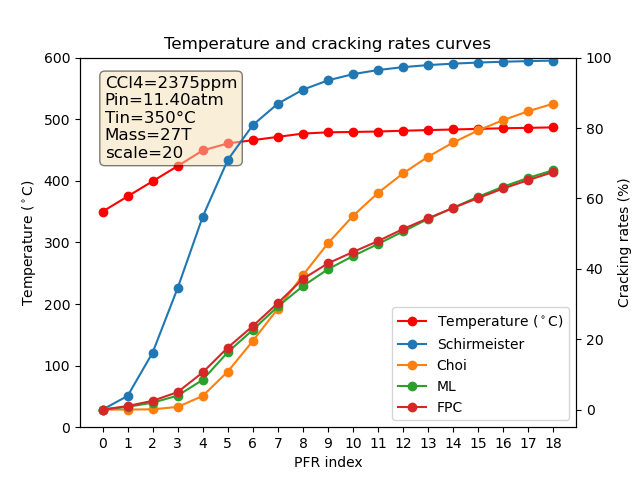 Temperature and cracking rates curves
CCl4=2375ppm
Pin=11.40atm
Tin=350°C
Mass=27T
scale=20
600
500
400
300
200
100
0
Temperature (°C)
100
80
60
40
20
0
Cracking rates (%)
Temperature (°C)
Schirmeister
Choi
ML
FPC
0 1 2 3 4 5 6 7 8 9 10 11 12 13 14 15 16 17 18
PFR index